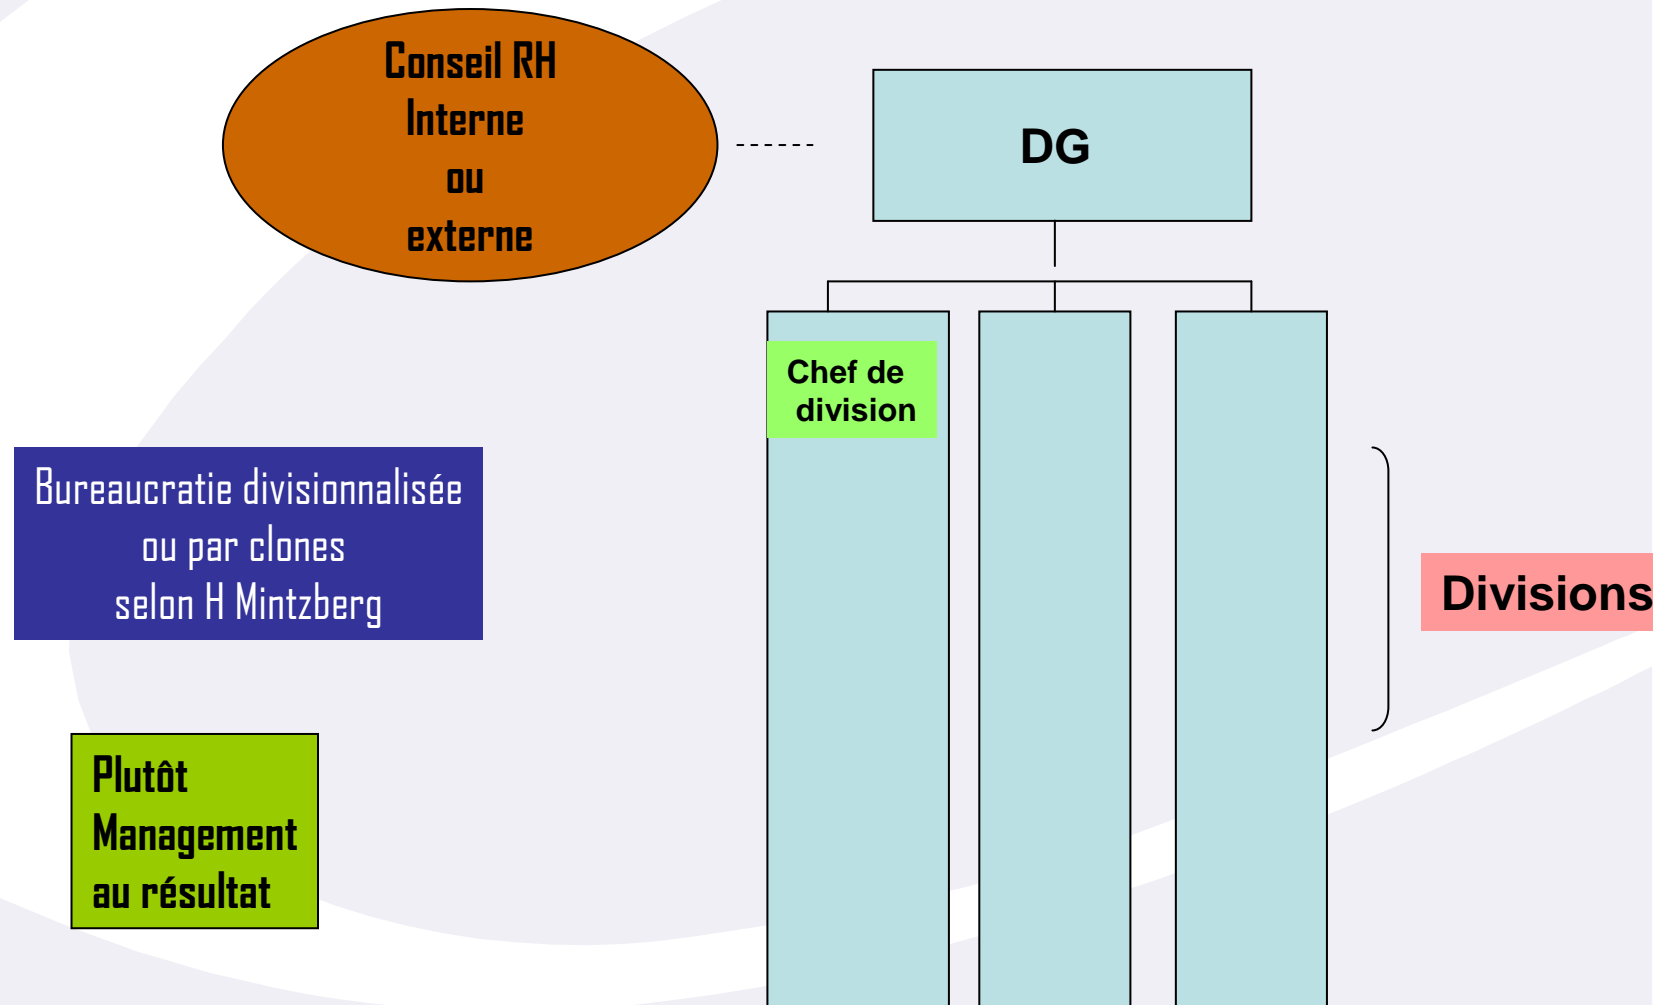 Conseil RH
Interne
ou
externe
DG
Chef de
division
Bureaucratie divisionnalisée
ou par clones
selon H Mintzberg
Divisions
Plutôt
Management
au résultat